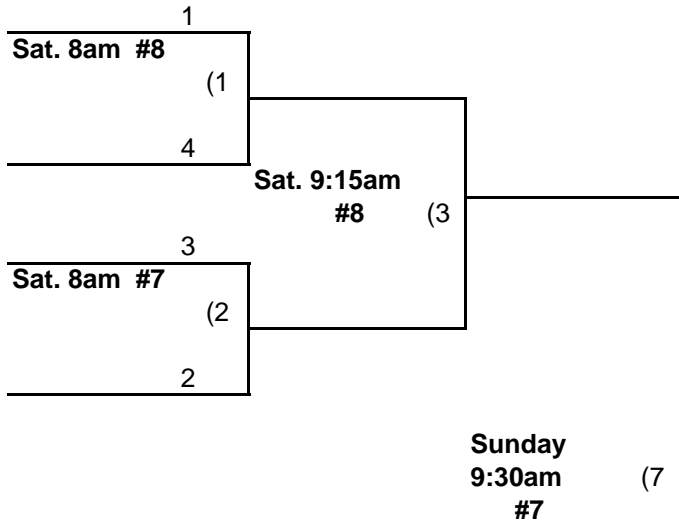 1
Sat. 8am #8
(1
4
Sat. 9:15am
#8 (3
3
Sat. 8am #7
(2
2
Sunday
9:30am (7
#7